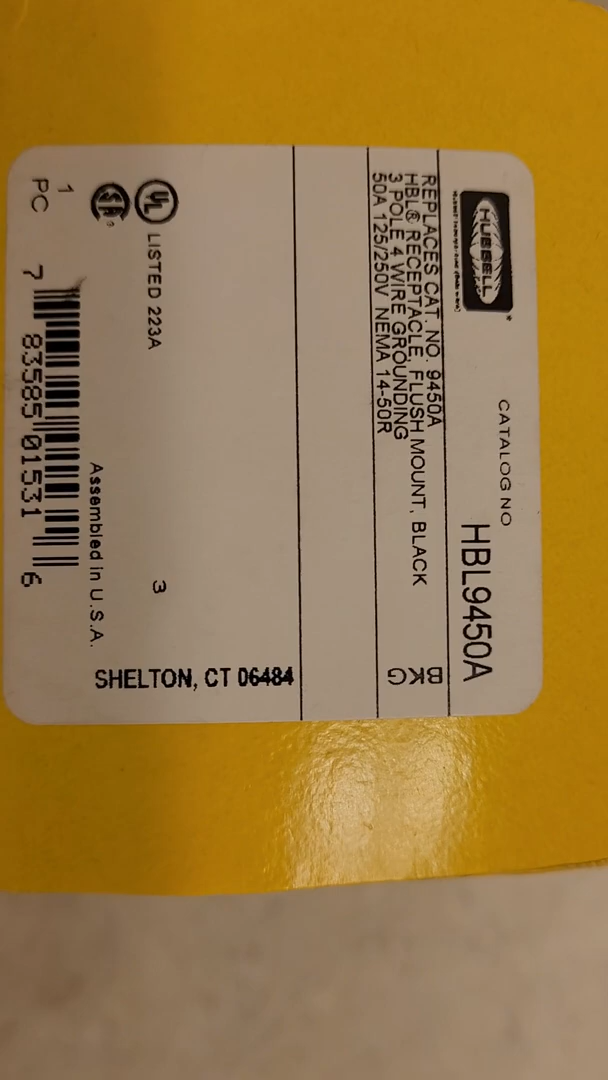 HUBBELL
CATALOG NO
HBL9450A
REPLACES CAT. NO. 9450A
HBL® RECEPTACLE, FLUSH MOUNT, BLACK
3 POLE 4 WIRE GROUNDING
50A 125/250V NEMA 14-50R
BKG
UL
LISTED 223A
3
SA®
Assembled in U.S.A.
SHELTON, CT 06484
1
PC
7 83585 01531 6